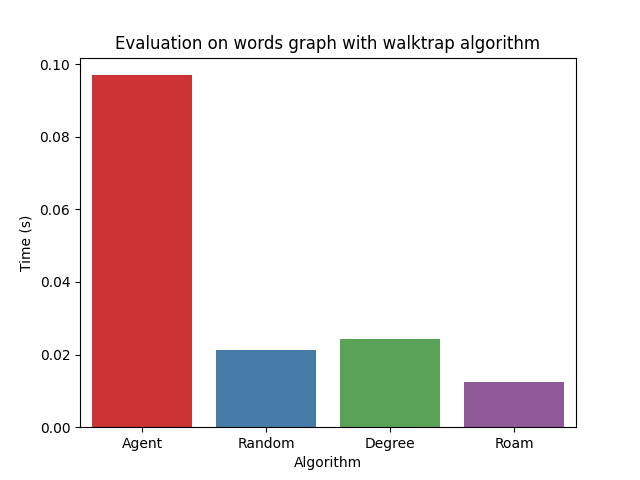 Evaluation on words graph with walktrap algorithm
0.10
0.08
0.06
0.04
0.02
0.00
Time (s)
Agent Random Degree Roam
Algorithm